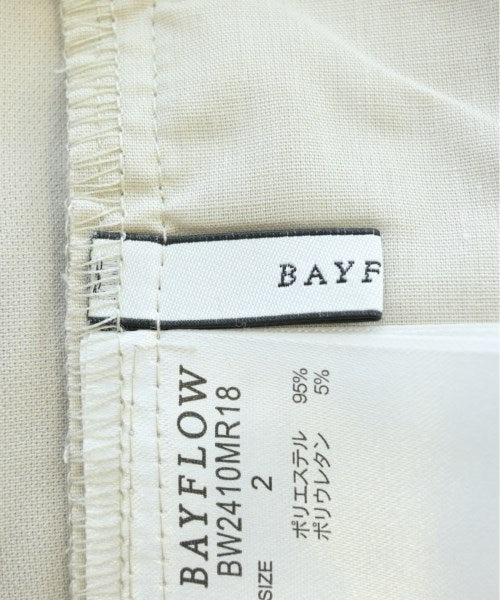 BAYF
BAYFLOW
BW2410MR18
SIZE 2
ポリエステル 95%
ポリウレタン 5%